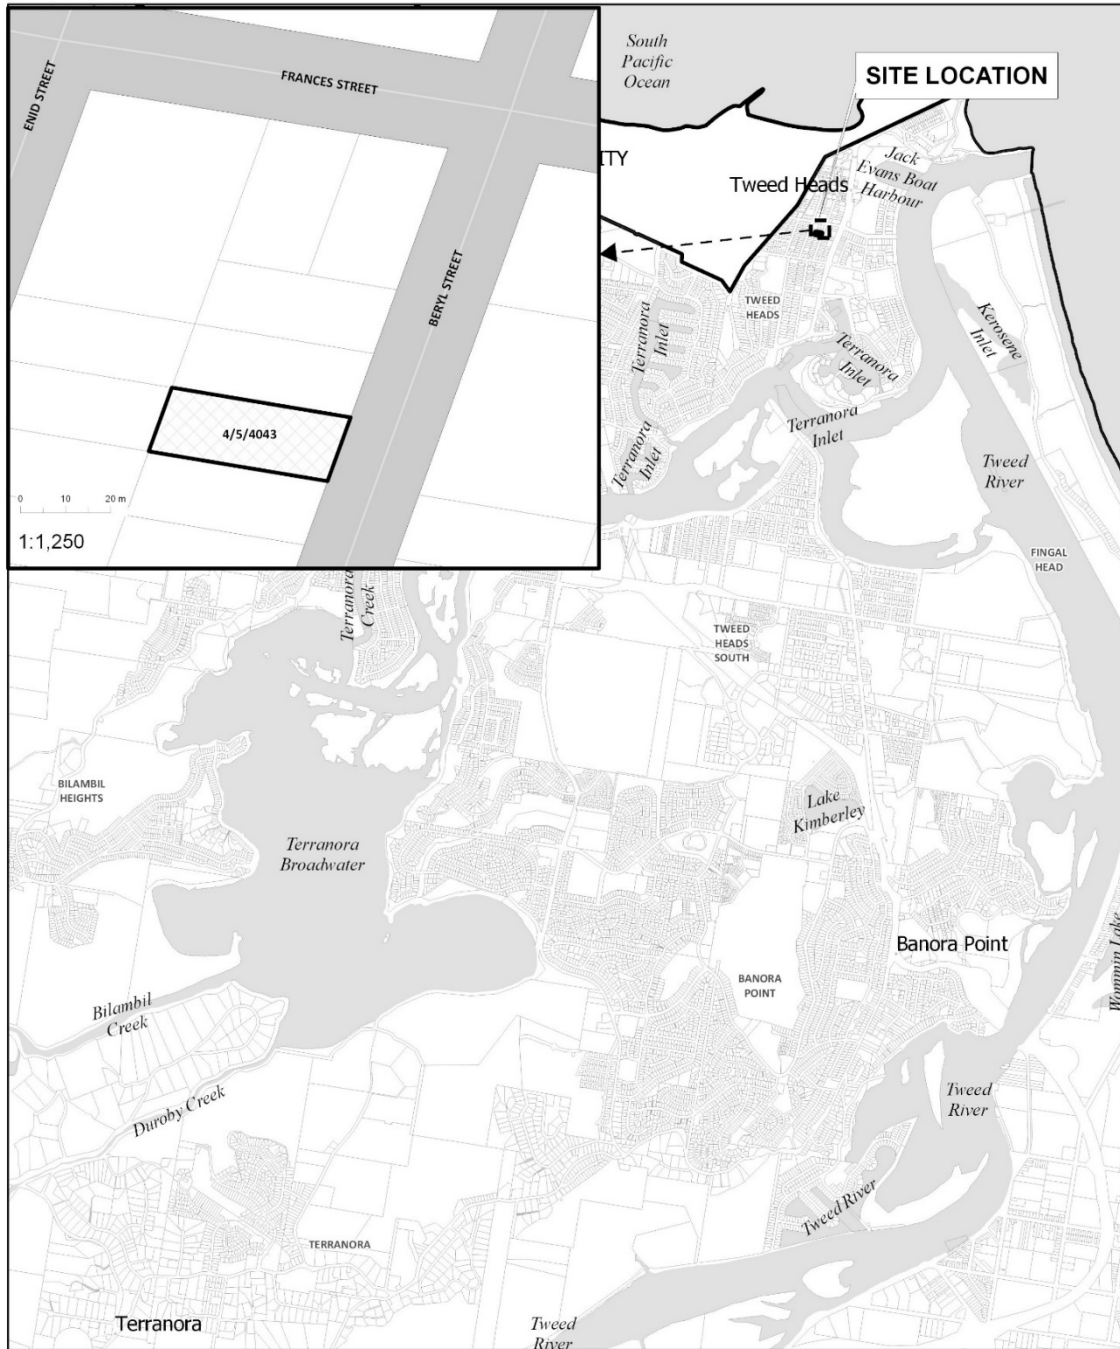 FRANCES STREET
ENID STREET
BERYL STREET
4/5/4043
0 10 20 m
1:1,250
South
Pacific
Ocean
SITE LOCATION
ITY
Tweed Heads
Jack
Evans Boat
Harbour
TWEED
HEADS
Terranora
Inlet
Terranora
Inlet
Kerosene
Inlet
Terranora
Inlet
Terranora
Inlet
Tweed
River
FINGAL
HEAD
Terranora
Creek
TWEED
HEADS
SOUTH
BILAMBIL
HEIGHTS
Lake
Kimberley
Terranora
Broadwater
Banora Point
Wommin Lake
BANORA
POINT
Bilambil
Creek
Duroby Creek
Tweed
River
Tweed River
TERRANORA
Terranora
Tweed
River